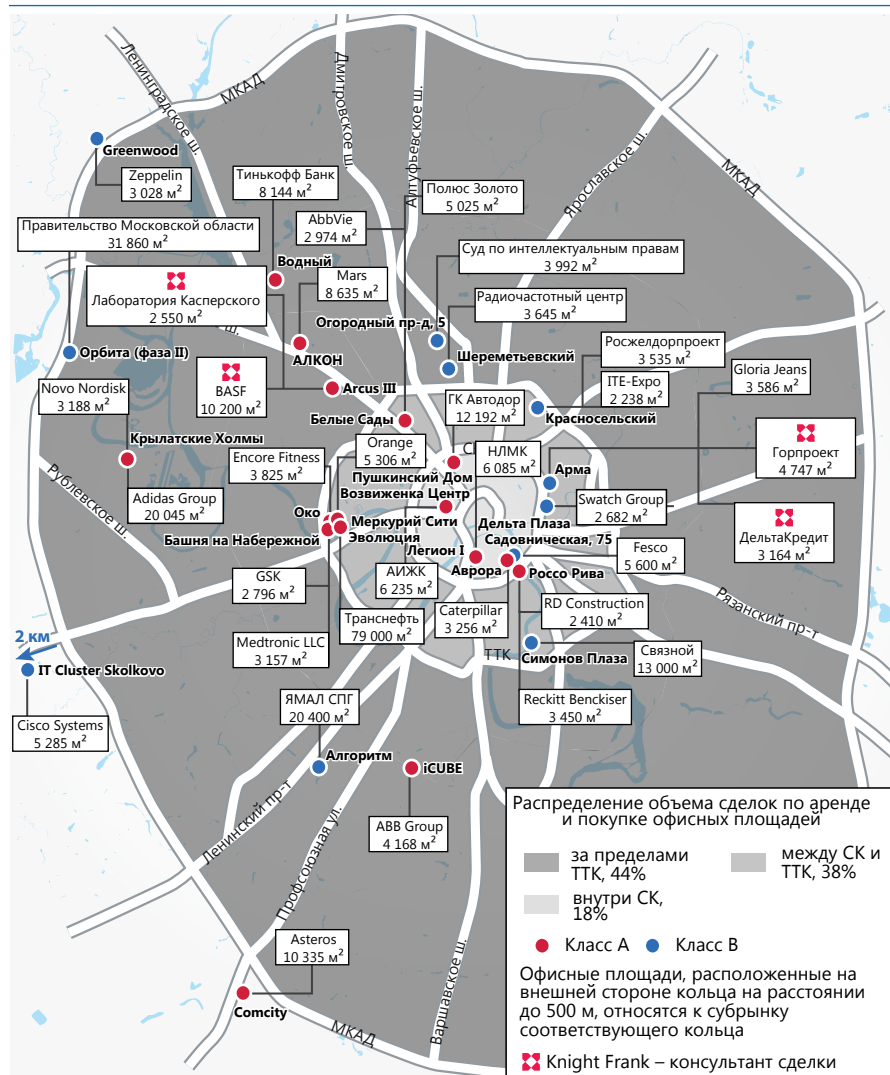 МКАД
Ленинградское ш.
Дмитровское ш.
Алтуфьевское ш.
Ярославское ш.
МКАД
Greenwood
Zeppelin
3 028 м²
Тинькофф Банк
8 144 м²
Полюс Золото
5 025 м²
AbbVie
2 974 м²
Правительство Московской области
31 860 м²
Водный
Mars
8 635 м²
Суд по интеллектуальным правам
3 992 м²
Лаборатория Касперского
2 550 м²
Радиочастотный центр
3 645 м²
Огородный пр-д, 5
ш.
Орбита (фаза II)
АЛКОН
Шереметьевский
Росжелдорпроект
3 535 м²
Gloria Jeans
3 586 м²
Novo Nordisk
3 188 м²
BASF
10 200 м²
Arcus III
ГК Автодор
12 192 м²
ITE-Expo
2 238 м²
Белые Сады
Красносельский
Крылатские Холмы
Encore Fitness
3 825 м²
Orange
5 306 м²
С
НЛМК
6 085 м²
Горпроект
4 747 м²
Пушкинский Дом
Возвиженка Центр
Арма
Рублевское ш.
Adidas Group
20 045 м²
Swatch Group
2 682 м²
Око
Меркурий Сити
Дельта Плаза
Башня на Набережной
Эволюция
Садовническая, 75
ДельтаКредит
3 164 м²
Легион I
Fesco
5 600 м²
GSK
2 796 м²
АИЖК
6 235 м²
Аврора
Россо Рива
Рязанский пр-т
Транснефть
79 000 м²
Caterpillar
3 256 м²
RD Construction
2 410 м²
2 км
Medtronic LLC
3 157 м²
ТТК
Симонов Плаза
Связной
13 000 м²
IT Cluster Skolkovo
ЯМАЛ СПГ
20 400 м²
Reckitt Benckiser
3 450 м²
Cisco Systems
5 285 м²
Алгоритм
iCUBE
Ленинский пр-т
Профсоюзная ул.
ABB Group
4 168 м²
Asteros
10 335 м²
Варшавское ш.
Comcity
МКАД
Распределение объема сделок по аренде
и покупке офисных площадей
за пределами
ТТК, 44%
между СК и
ТТК, 38%
внутри СК,
18%
Класс А
Класс В
Офисные площади, расположенные на
внешней стороне кольца на расстоянии
до 500 м, относятся к субрынку
соответствующего кольца
Knight Frank – консультант сделки